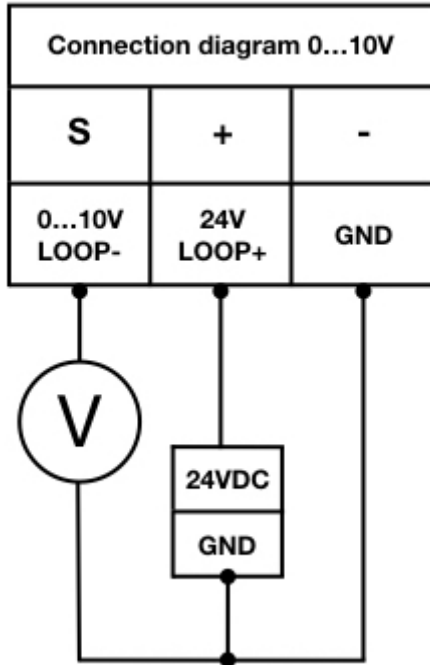 Connection diagram 0...10V
S + -
0...10V 24V GND
LOOP- LOOP+
V
24VDC
GND